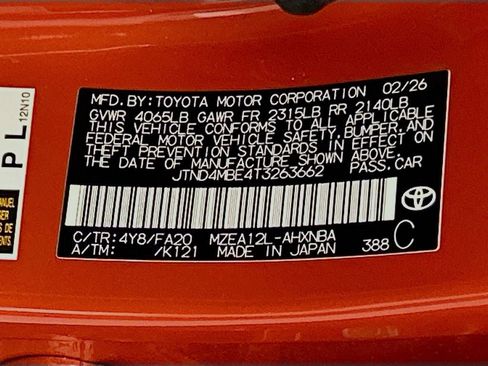 MFD.BY:TOYOTA MOTOR CORPORATION 02/26
GVWR 4065LB GAWR FR 2315LB RR 2140LB
THIS VEHICLE CONFORMS TO ALL APPLICABLE
FEDERAL MOTOR VEHICLE SAFETY,BUMPER,AND
THEFT PREVENTION STANDARDS IN EFFECT ON
THE DATE OF MANUFACTURE SHOWN ABOVE.
JTND4MBE4T3263662 PASS.CAR
C/TR:4Y8/FA20 MZEA12L-AHXNBA
A/TM: /K121 MADE IN JAPAN 388 C
P L 12N10